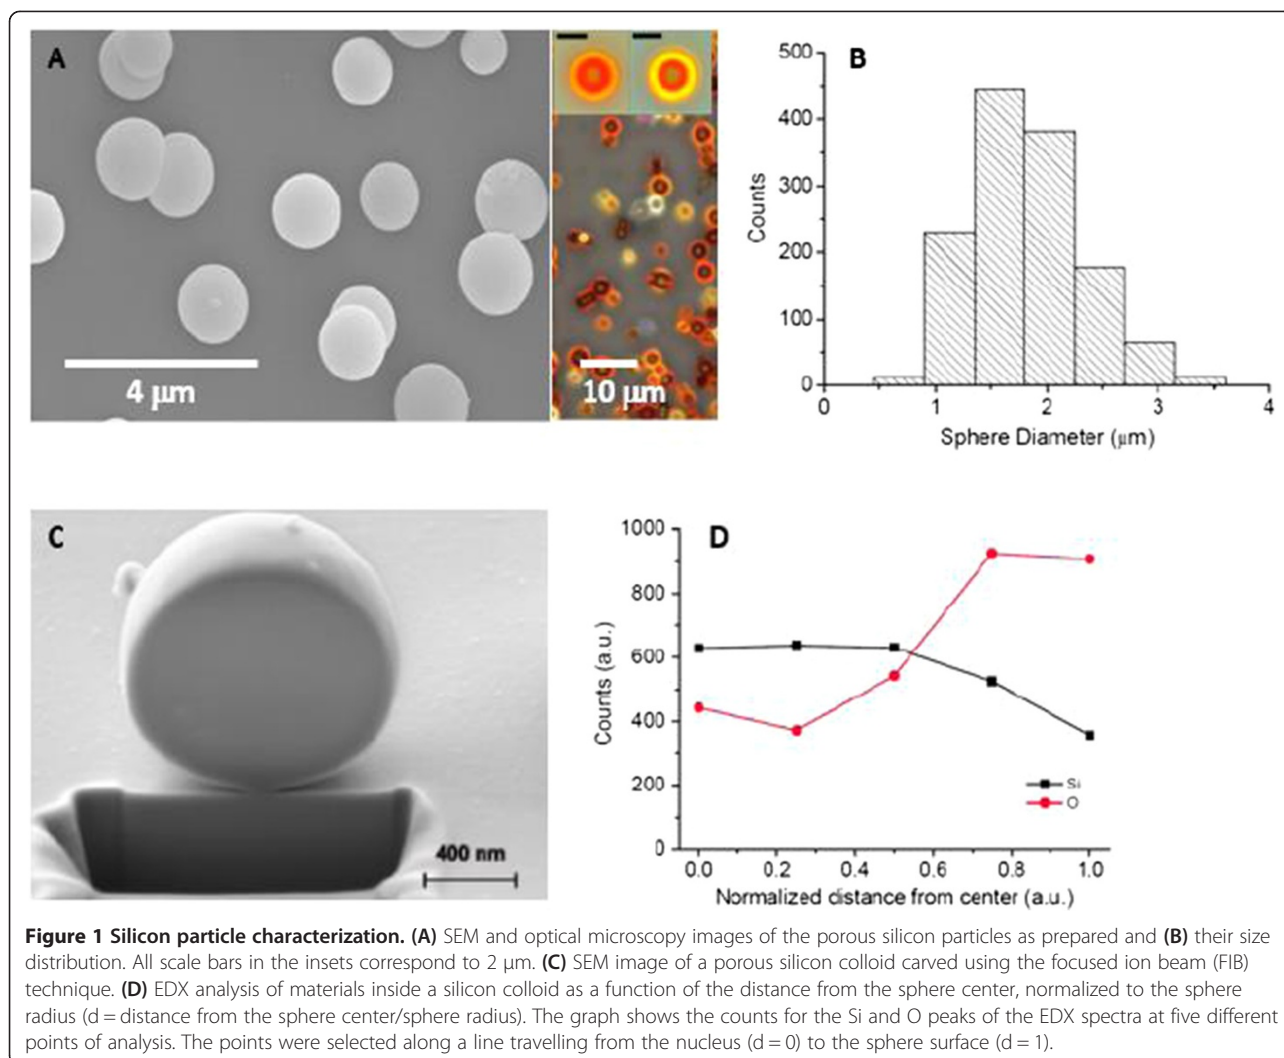 A
4 µm
10 µm
B
500
400
300
200
100
0
Counts
0 1 2 3 4
Sphere Diameter (µm)
C
400 nm
D
1000
800
600
400
200
0
Counts (a.u.)
Si
O
0.0 0.2 0.4 0.6 0.8 1.0
Normalized distance from center (a.u.)
Figure 1 Silicon particle characterization. (A) SEM and optical microscopy images of the porous silicon particles as prepared and (B) their size
distribution. All scale bars in the insets correspond to 2 µm. (C) SEM image of a porous silicon colloid carved using the focused ion beam (FIB)
technique. (D) EDX analysis of materials inside a silicon colloid as a function of the distance from the sphere center, normalized to the sphere
radius (d = distance from the sphere center/sphere radius). The graph shows the counts for the Si and O peaks of the EDX spectra at five different
points of analysis. The points were selected along a line travelling from the nucleus (d = 0) to the sphere surface (d = 1).